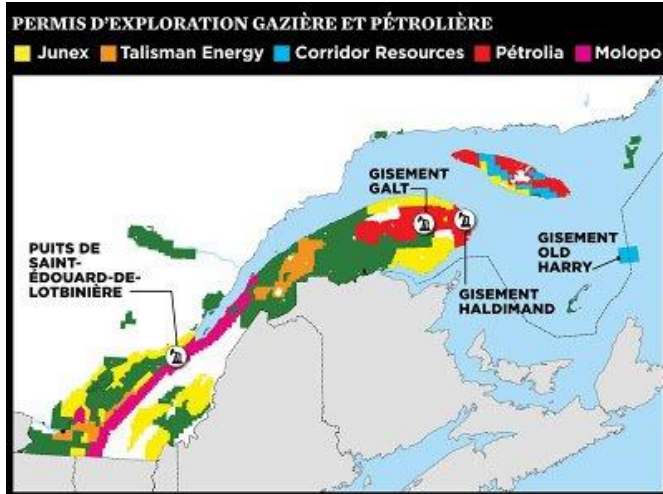 PERMIS D'EXPLORATION GAZIÈRE ET PÉTROLIÈRE
Junex Talisman Energy Corridor Resources Pétrolia Molopo
GISEMENT
GALT
PUITS DE
SAINT-
ÉDOUARD-DE-
LOTBINIÈRE
GISEMENT
OLD
HARRY
GISEMENT
HALDIMAND